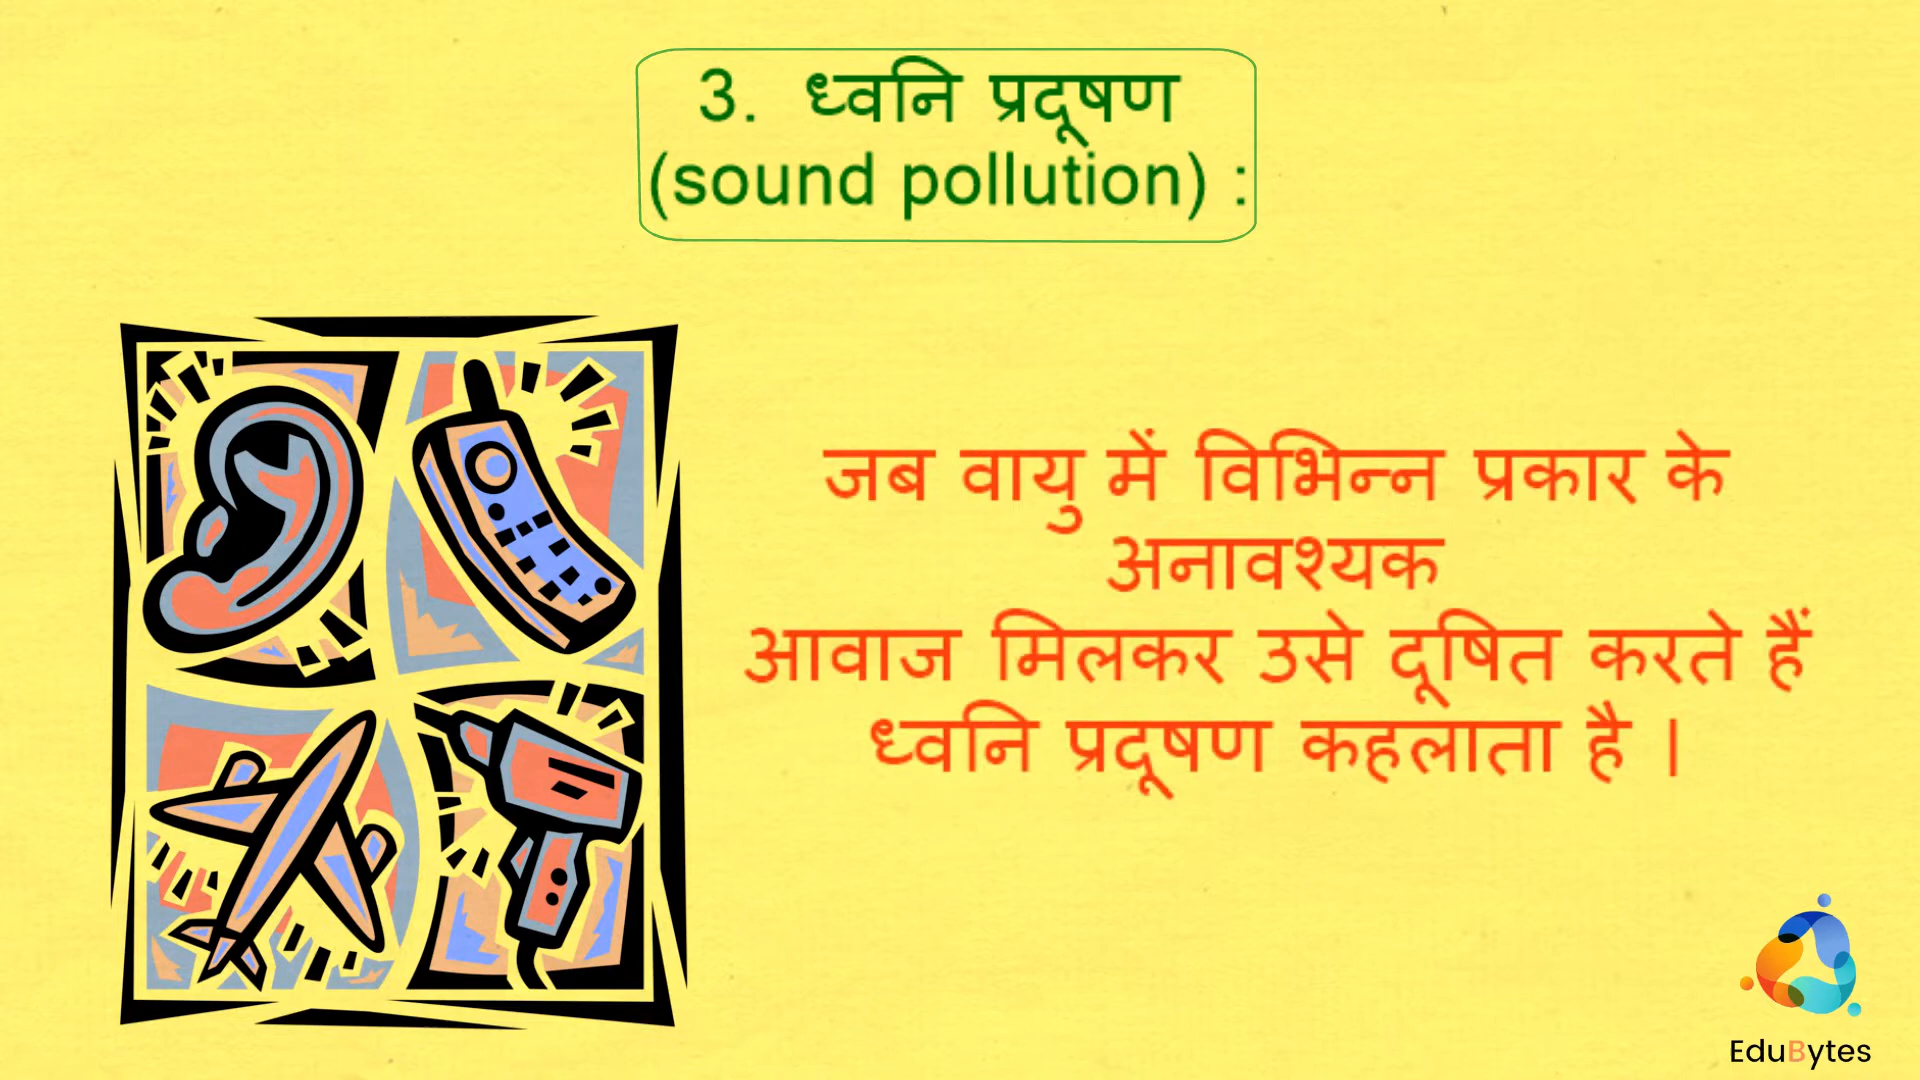 3. ध्वनि प्रदूषण
(sound pollution) :
जब वायु में विभिन्न प्रकार के
अनावश्यक
आवाज मिलकर उसे दूषित करते हैं
ध्वनि प्रदूषण कहलाता है ।
EduBytes